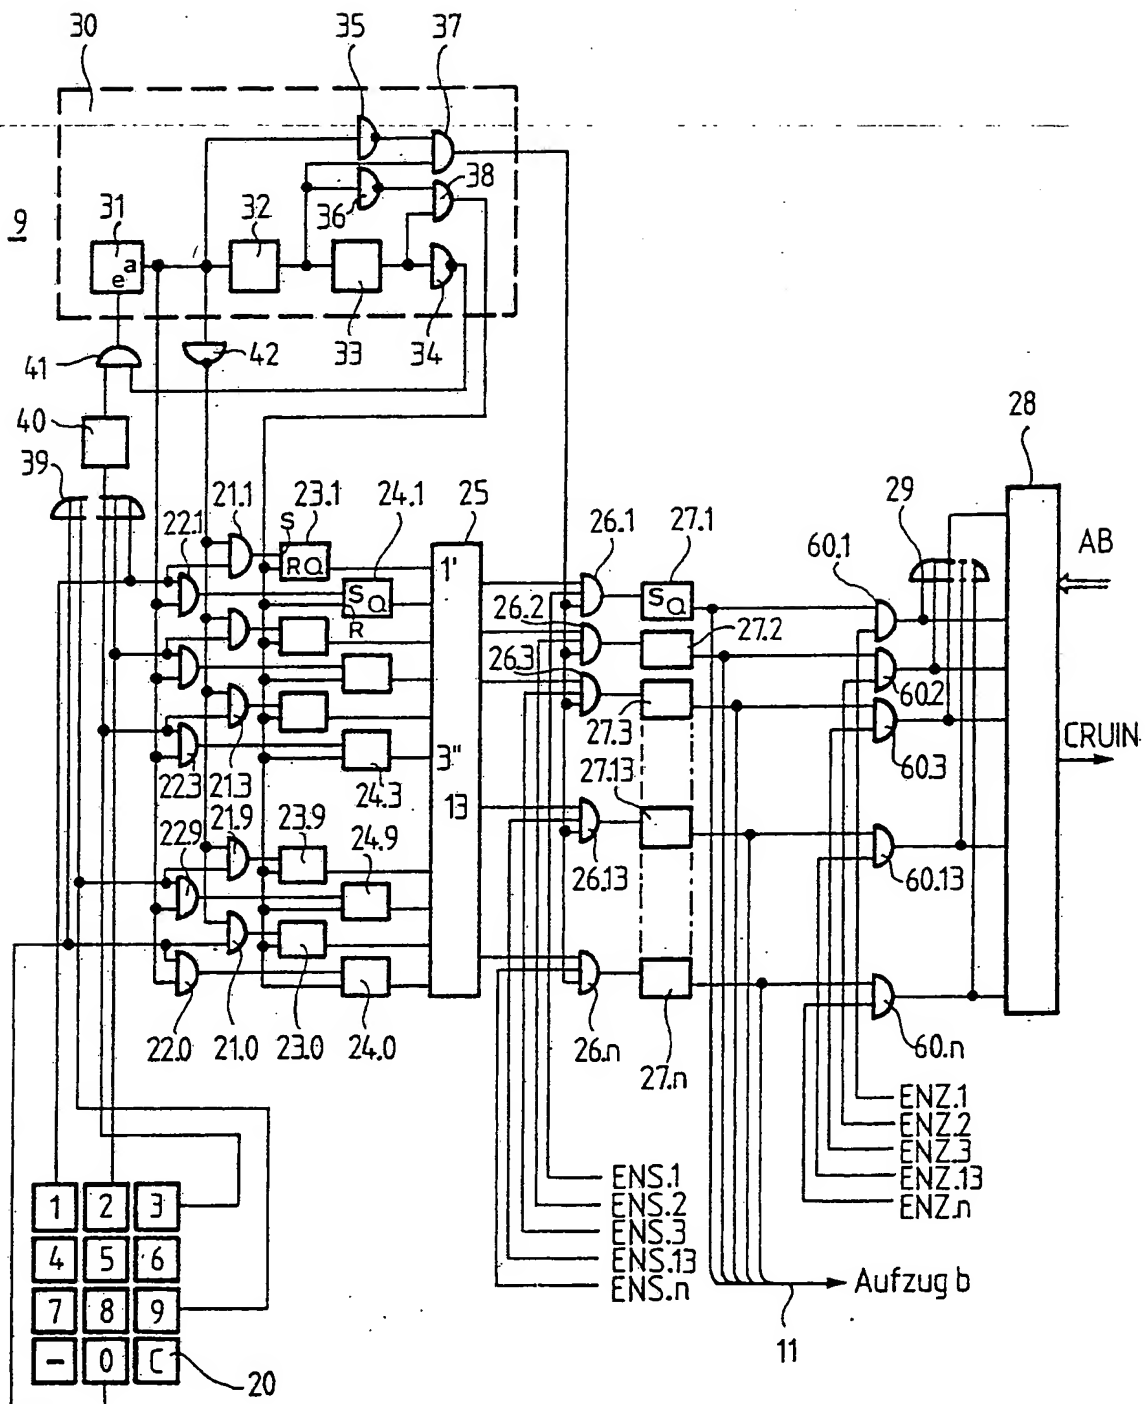 30
35
37
38
36
9
31
32
a
e
33
34
41
42
40
39
28
21.1
23.1
24.1
25
22.1
S
R Q
1'
S Q
R
26.1
27.1
29
60.1
AB
26.2
27.2
26.3
60.2
27.3
60.3
CRUIN
22.3
21.3
24.3
3"
13
27.13
21.9
23.9
24.9
22.9
26.13
60.13
S Q
22.0
21.0
23.0
24.0
26.n
27.n
60.n
ENZ.1
ENZ.2
ENZ.3
ENZ.13
ENZ.n
ENS.1
ENS.2
ENS.3
ENS.13
ENS.n
1 2 3
4 5 6
7 8 9
– 0 C
20
11
Aufzug b